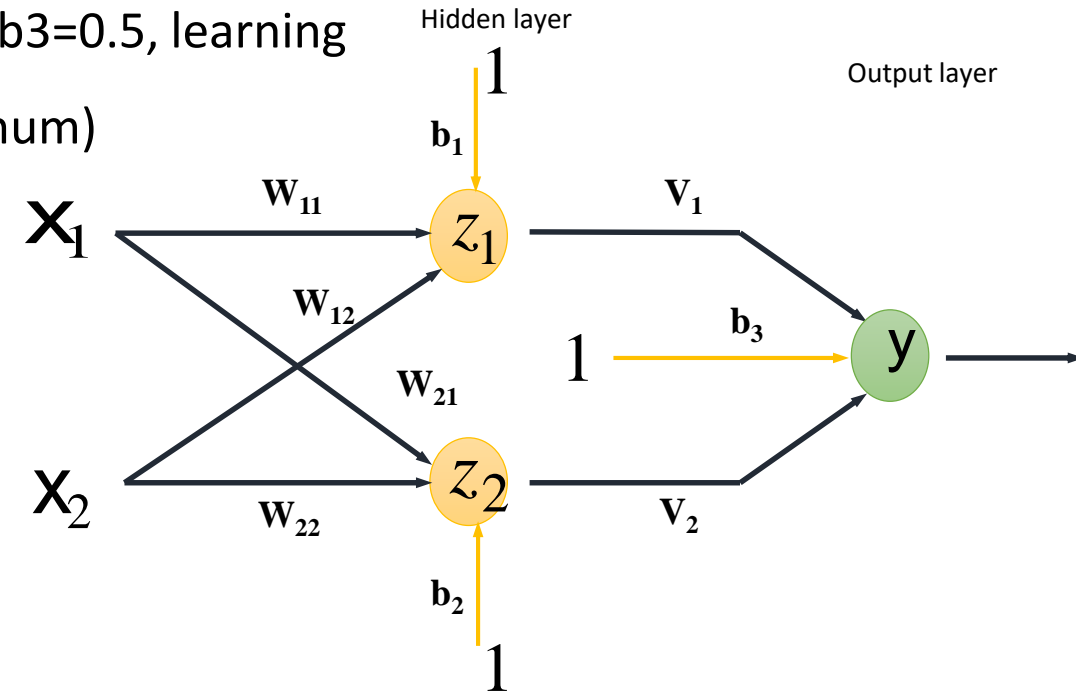 b3=0.5, learning
Hidden layer
1
Output layer
num)
b1
W11
V1
x1
z1
W12
b3
1
y
W21
x2
z2
W22
V2
b2
1